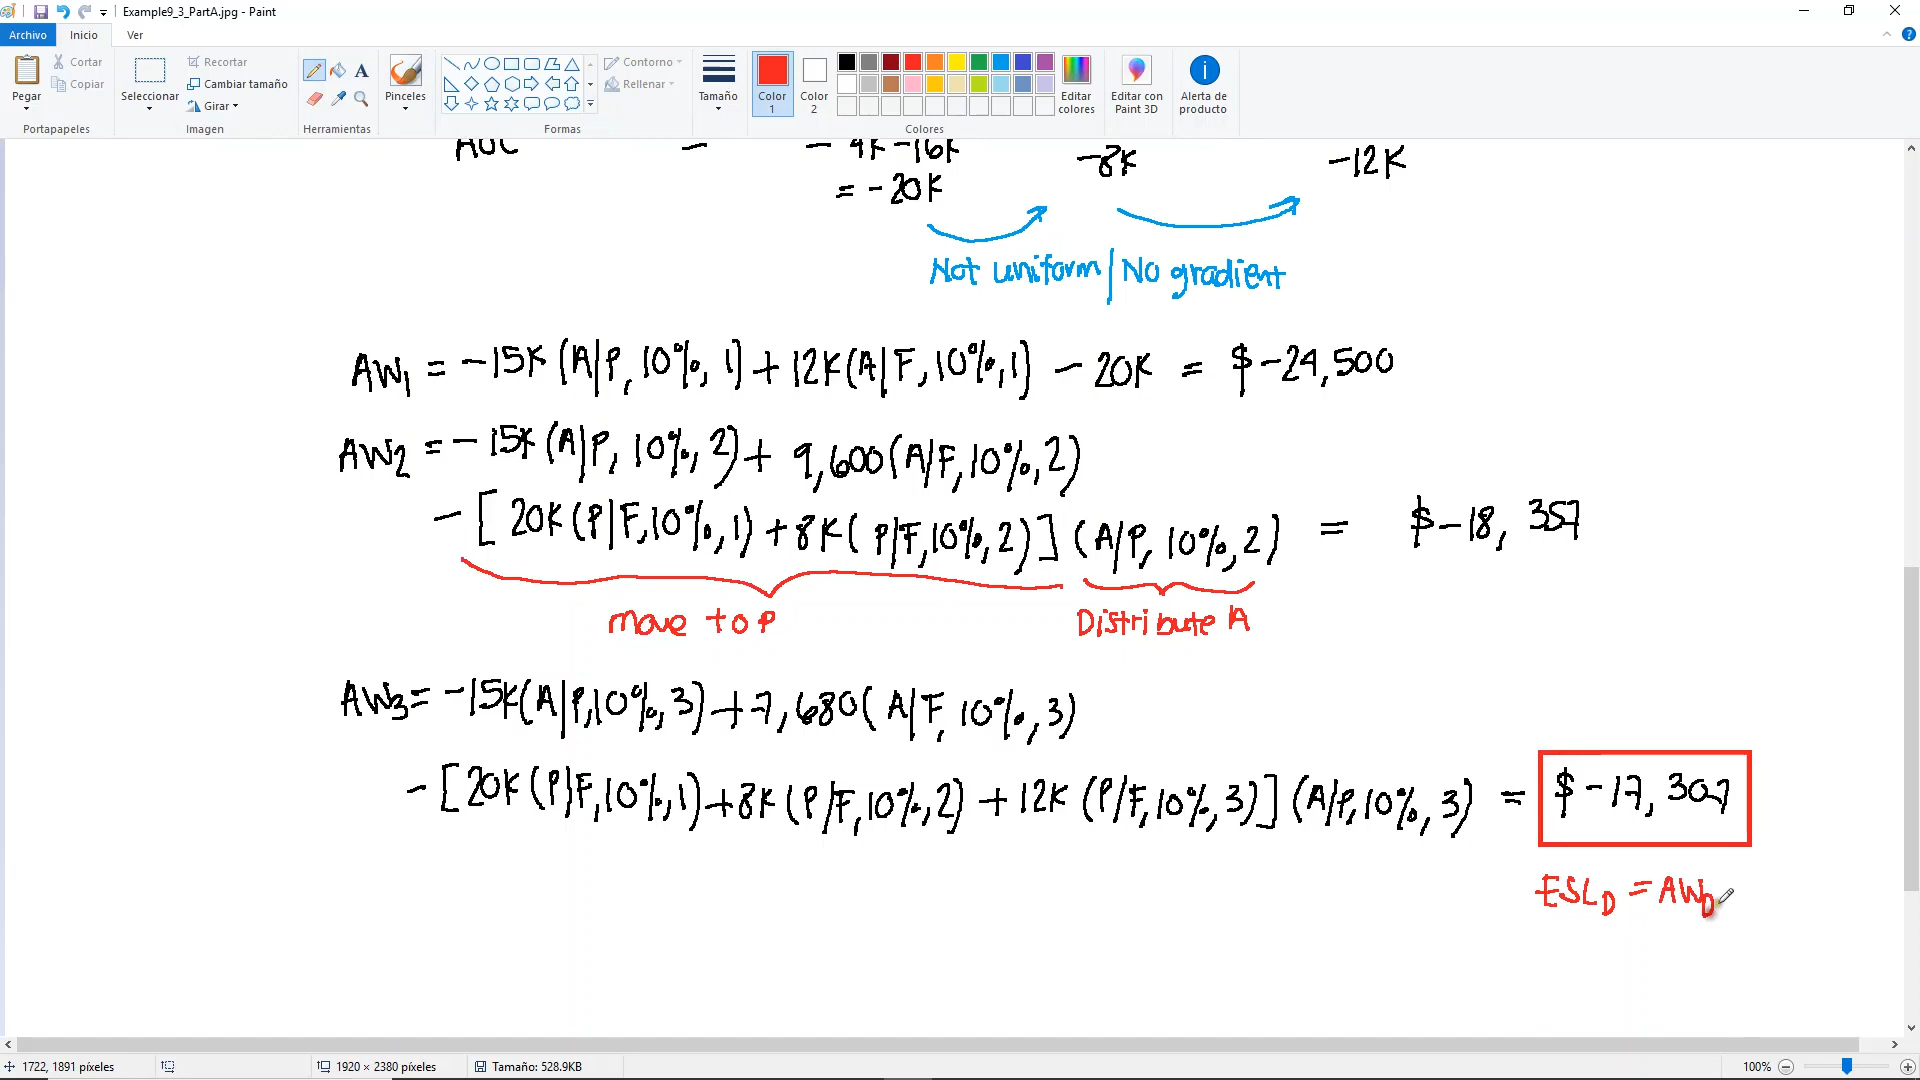 Example9_3_PartA.jpg - Paint
Archivo Inicio Ver
Pegar Cortar Copiar Portapapeles
Seleccionar Recortar Cambiar tamaño Girar Imagen
Herramientas
Pinceles
Contorno Rellenar Formas
Tamaño
Color 1 Color 2 Editar colores Colores
Editar con Paint 3D
Alerta de producto
AOC – - 4K -16K -8K -12K
= -20K
Not uniform | No gradient
AW1 = -15K (A|P, 10%, 1) + 12K(A|F, 10%, 1) - 20K = $ -24,500
AW2 = - 15K (A|P, 10%, 2) + 9,600 (A/F, 10%, 2)
- [ 20K (P|F, 10%, 1) + 8K ( P/F, 10%, 2) ] (A/P, 10%, 2) = $ -18, 357
move to P Distribute A
AW3 = -15K(A|P, 10%, 3) + 7,680( A|F, 10%, 3)
- [20K (P|F, 10%, 1) + 8K (P/F, 10%, 2) + 12K (P/F, 10%, 3)] (A/P, 10%, 3) = $ -17, 307
ESLD = AWD
1722, 1891 píxeles 1920 × 2380 píxeles Tamaño: 528.9KB 100%